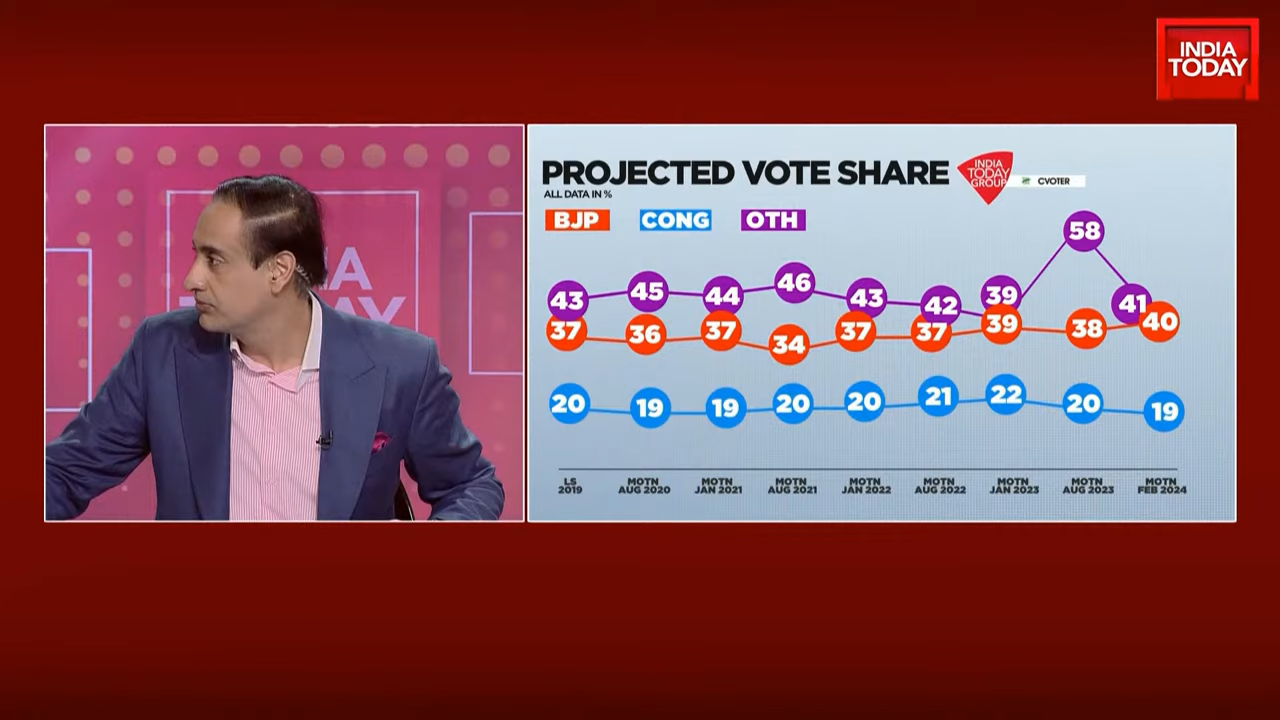 INDIA
TODAY
PROJECTED VOTE SHARE
INDIA
TODAY
GROUP
CVOTER
ALL DATA IN %
BJP CONG OTH
43 45 44 46 43 42 39 58 41
37 36 37 34 37 37 39 38 40
20 19 19 20 20 21 22 20 19
LS
2019
MOTN
AUG 2020
MOTN
JAN 2021
MOTN
AUG 2021
MOTN
JAN 2022
MOTN
AUG 2022
MOTN
JAN 2023
MOTN
AUG 2023
MOTN
FEB 2024